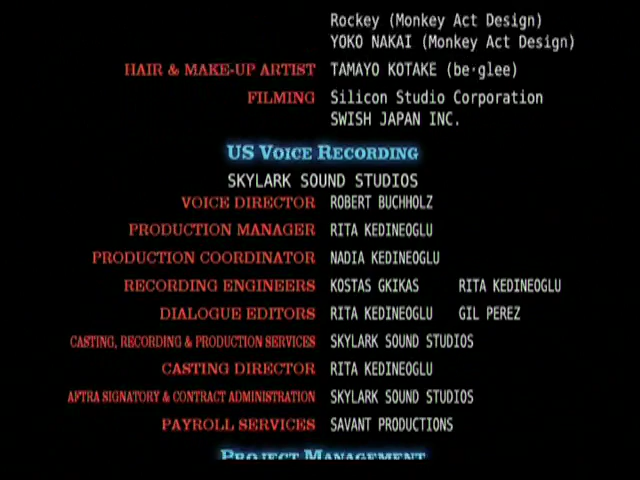 Rockey (Monkey Act Design)
YOKO NAKAI (Monkey Act Design)
HAIR & MAKE-UP ARTIST TAMAYO KOTAKE (be·glee)
FILMING Silicon Studio Corporation
SWISH JAPAN INC.
US VOICE RECORDING
SKYLARK SOUND STUDIOS
VOICE DIRECTOR ROBERT BUCHHOLZ
PRODUCTION MANAGER RITA KEDINEOGLU
PRODUCTION COORDINATOR NADIA KEDINEOGLU
RECORDING ENGINEERS KOSTAS GKIKAS RITA KEDINEOGLU
DIALOGUE EDITORS RITA KEDINEOGLU GIL PEREZ
CASTING, RECORDING & PRODUCTION SERVICES SKYLARK SOUND STUDIOS
CASTING DIRECTOR RITA KEDINEOGLU
AFTRA SIGNATORY & CONTRACT ADMINISTRATION SKYLARK SOUND STUDIOS
PAYROLL SERVICES SAVANT PRODUCTIONS
PROJECT MANAGEMENT